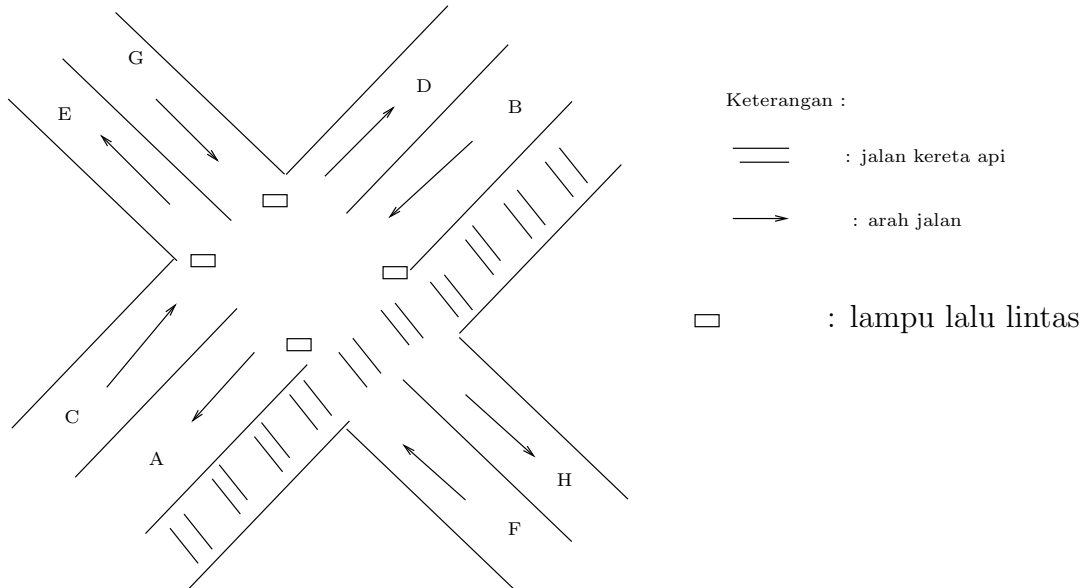 G
D
E
B
Keterangan :
: jalan kereta api
: arah jalan
: lampu lalu lintas
C
A
H
F